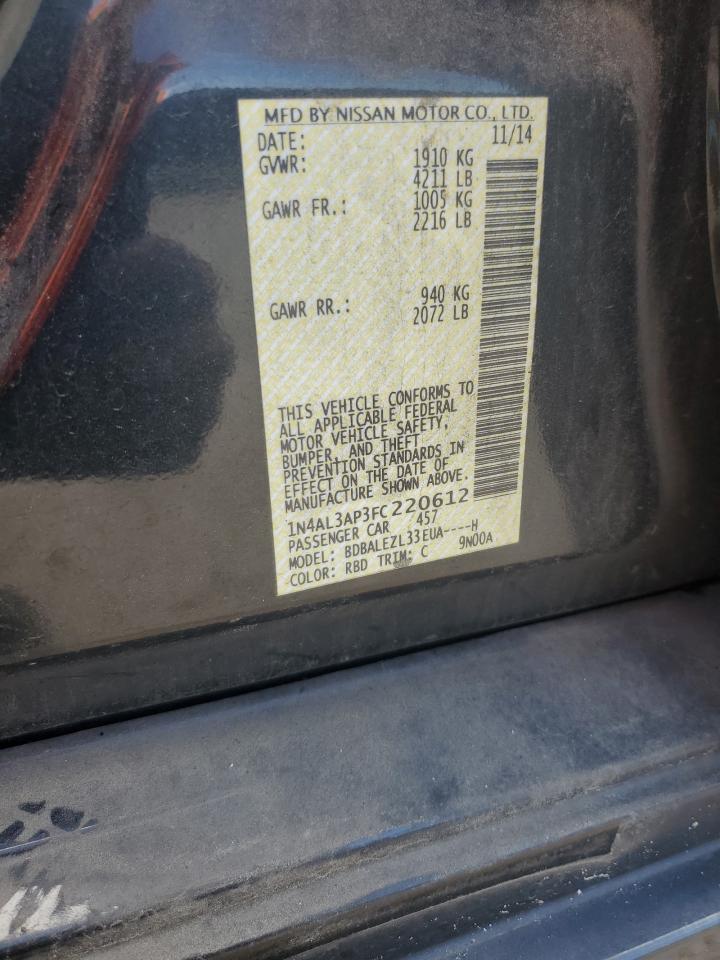 MFD BY NISSAN MOTOR CO., LTD.
DATE: 11/14
GVWR: 1910 KG
4211 LB
GAWR FR.: 1005 KG
2216 LB
GAWR RR.: 940 KG
2072 LB
THIS VEHICLE CONFORMS TO
ALL APPLICABLE FEDERAL
MOTOR VEHICLE SAFETY,
BUMPER, AND THEFT
PREVENTION STANDARDS IN
EFFECT ON THE DATE OF
MANUFACTURE SHOWN ABOVE.
1N4AL3AP3FC220612
PASSENGER CAR 457
MODEL: BDBALEZL33EUA----H
COLOR: RBD TRIM: C 9N00A